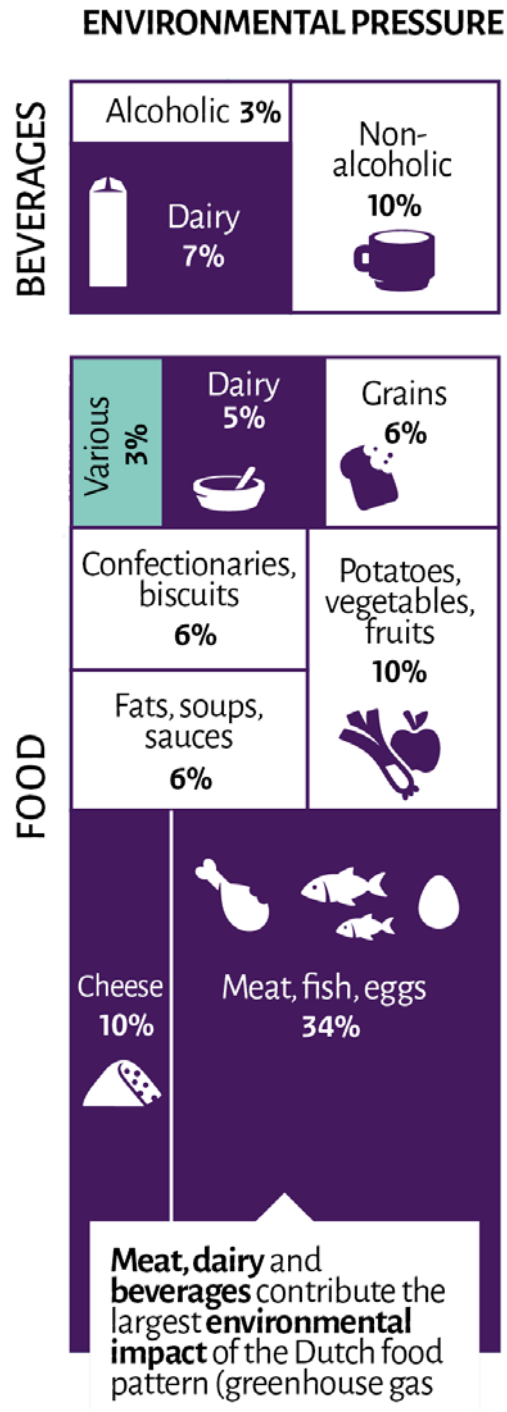 ENVIRONMENTAL PRESSURE
BEVERAGES
Alcoholic 3%
Dairy
7%
Non-
alcoholic
10%
FOOD
Various
3%
Dairy
5%
Grains
6%
Confectionaries,
biscuits
6%
Potatoes,
vegetables,
fruits
10%
Fats, soups,
sauces
6%
Cheese
10%
Meat, fish, eggs
34%
Meat, dairy and
beverages contribute the
largest environmental
impact of the Dutch food
pattern (greenhouse gas